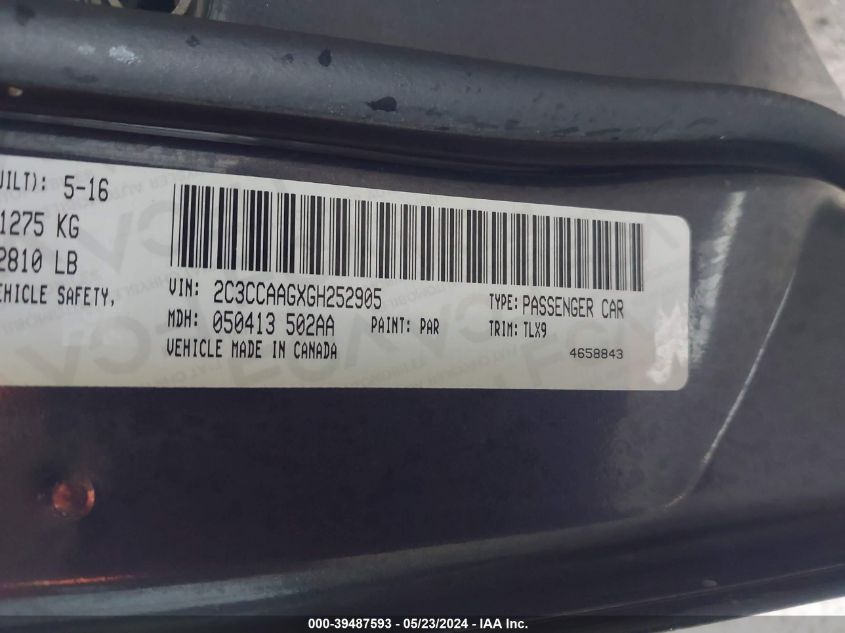 UILT): 5-16
1275 KG
2810 LB
EHICLE SAFETY,
VIN: 2C3CCAAGXGH252905 TYPE: PASSENGER CAR
MDH: 050413 502AA PAINT: PAR TRIM: TLX9
VEHICLE MADE IN CANADA 4658843
000-39487593 - 05/23/2024 - IAA Inc.